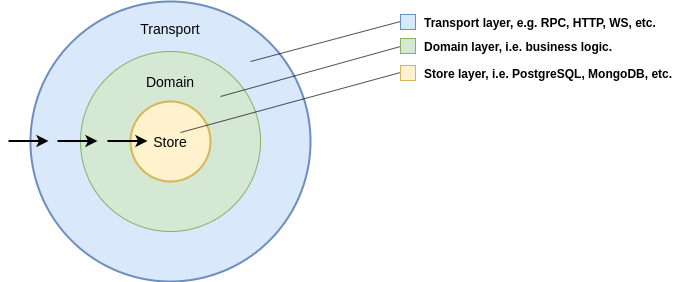 Transport
Domain
Store
Transport layer, e.g. RPC, HTTP, WS, etc.
Domain layer, i.e. business logic.
Store layer, i.e. PostgreSQL, MongoDB, etc.